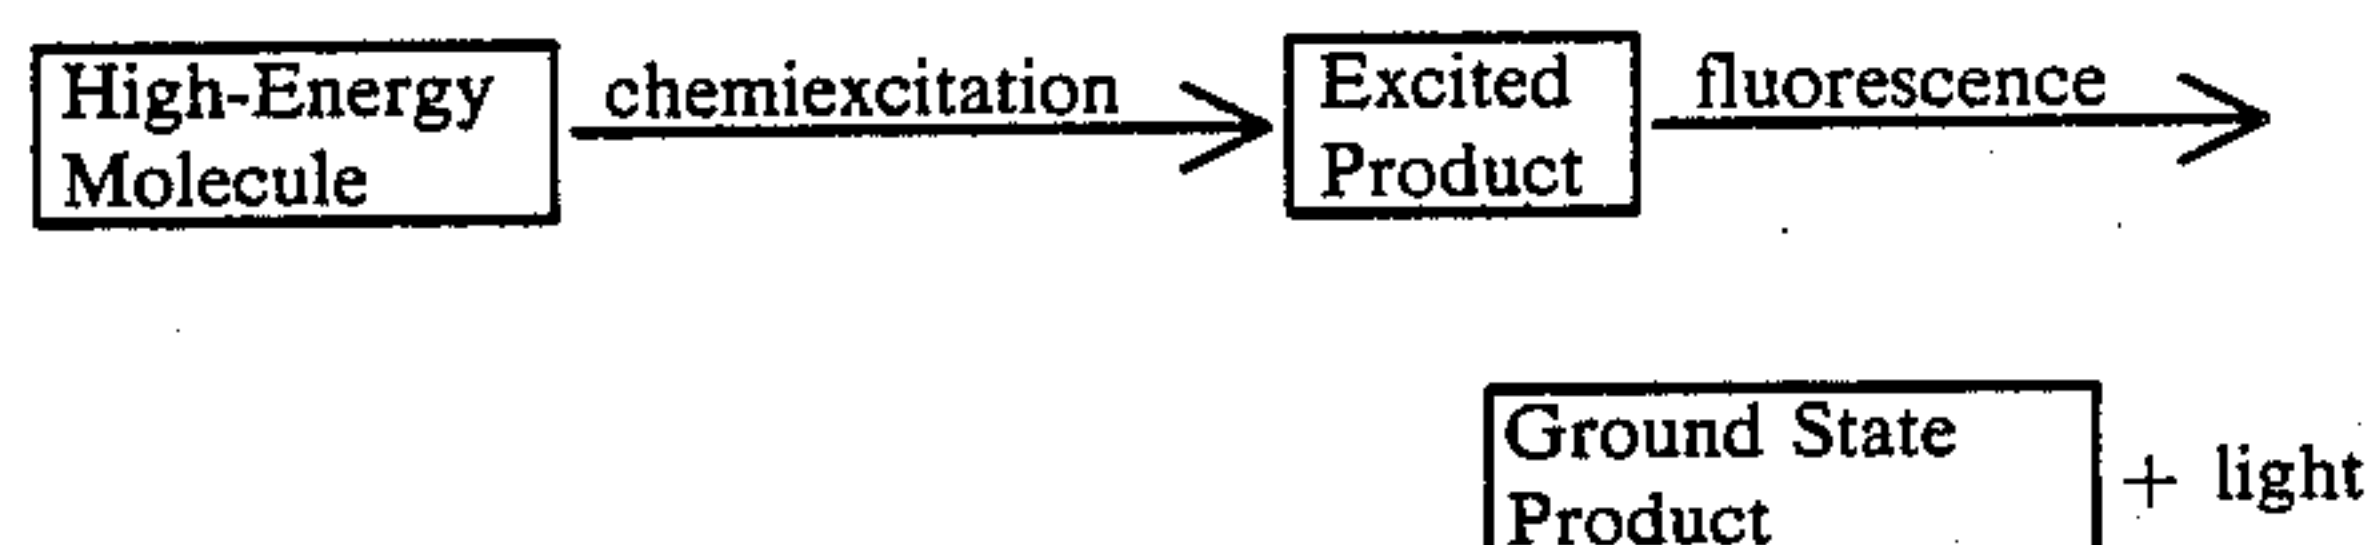 High-Energy
Molecule
chemiexcitation
Excited
Product
fluorescence
Ground State
Product
+ light